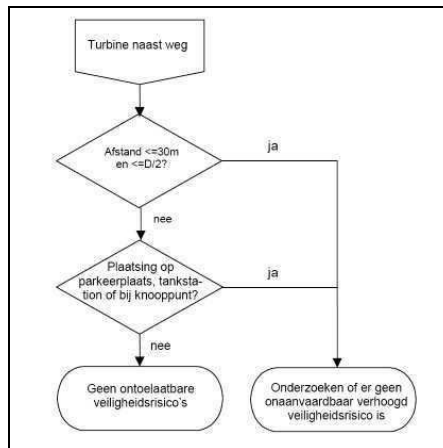 Turbine naast weg
Afstand <=30m
en <=D/2?
ja
nee
Plaatsing op
parkeerplaats, tanksta-
tion of bij knooppunt?
ja
nee
Geen ontoelaatbare
veiligheidsrisico's
Onderzoeken of er geen
onaanvaardbaar verhoogd
veiligheidsrisico is